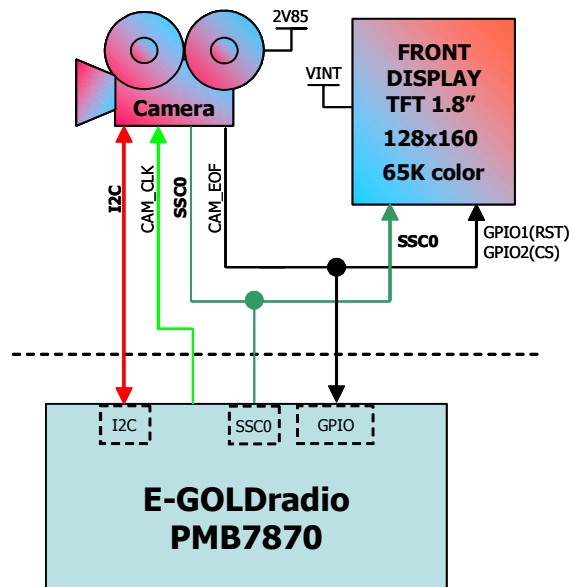 2V85
Camera
VINT
FRONT
DISPLAY
TFT 1.8”
128x160
65K color
I2C
CAM_CLK
SSC0
CAM_EOF
SSC0
GPIO1(RST)
GPIO2(CS)
I2C
SSC0
GPIO
E-GOLDradio
PMB7870